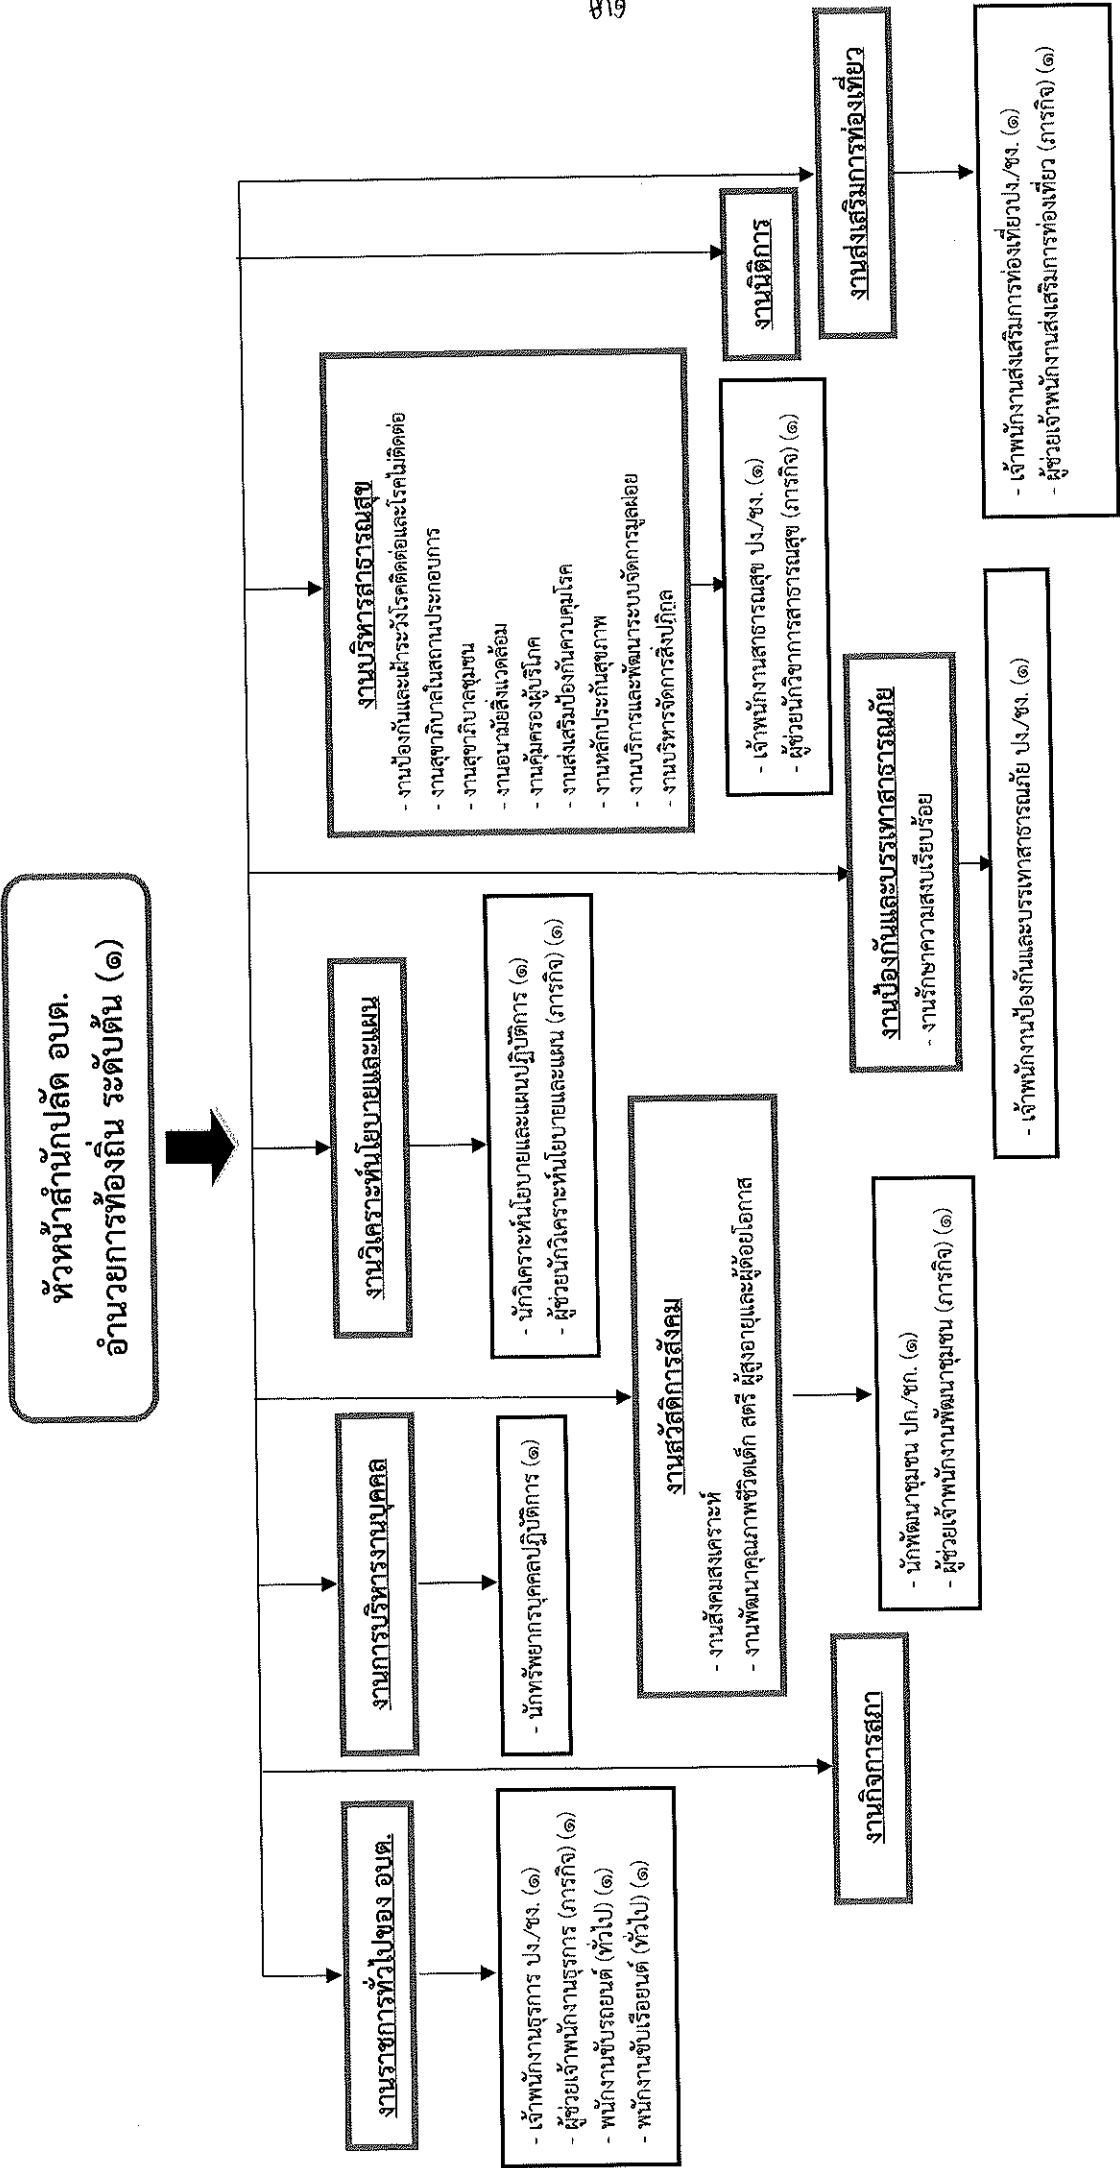 หัวหน้าสำนักปลัด อบต.
อำนวยการท้องถิ่น ระดับต้น (๑)
งานราชการทั่วไปของ อบต.
- เจ้าพนักงานธุรการ ปง./ชง. (๑)
- ผู้ช่วยเจ้าพนักงานธุรการ (ภารกิจ) (๑)
- พนักงานขับรถยนต์ (ทั่วไป) (๑)
- พนักงานขับเรือยนต์ (ทั่วไป) (๑)
งานการบริหารงานบุคคล
- นักทรัพยากรบุคคลปฏิบัติการ (๑)
งานวิเคราะห์นโยบายและแผน
- นักวิเคราะห์นโยบายและแผนปฏิบัติการ (๑)
- ผู้ช่วยนักวิเคราะห์นโยบายและแผน (ภารกิจ) (๑)
งานบริหารสาธารณสุข
- งานป้องกันและเฝ้าระวังโรคติดต่อและโรคไม่ติดต่อ
- งานสุขาภิบาลในสถานประกอบการ
- งานสุขาภิบาลชุมชน
- งานอนามัยสิ่งแวดล้อม
- งานคุ้มครองผู้บริโภค
- งานส่งเสริมป้องกันควบคุมโรค
- งานหลักประกันสุขภาพ
- งานบริการและพัฒนาระบบจัดการมูลฝอย
- งานบริหารจัดการสิ่งปฏิกูล
- เจ้าพนักงานสาธารณสุข ปง./ชง. (๑)
- ผู้ช่วยนักวิชาการสาธารณสุข (ภารกิจ) (๑)
งานนิติการ
งานกิจการสภา
งานสวัสดิการสังคม
- งานสังคมสงเคราะห์
- งานพัฒนาคุณภาพชีวิตเด็ก สตรี ผู้สูงอายุและผู้ด้อยโอกาส
- นักพัฒนาชุมชน ปก./ชก. (๑)
- ผู้ช่วยเจ้าพนักงานพัฒนาชุมชน (ภารกิจ) (๑)
งานป้องกันและบรรเทาสาธารณภัย
- งานรักษาความสงบเรียบร้อย
- เจ้าพนักงานป้องกันและบรรเทาสาธารณภัย ปง./ชง. (๑)
งานส่งเสริมการท่องเที่ยว
- เจ้าพนักงานส่งเสริมการท่องเที่ยวปง./ชง. (๑)
- ผู้ช่วยเจ้าพนักงานส่งเสริมการท่องเที่ยว (ภารกิจ) (๑)